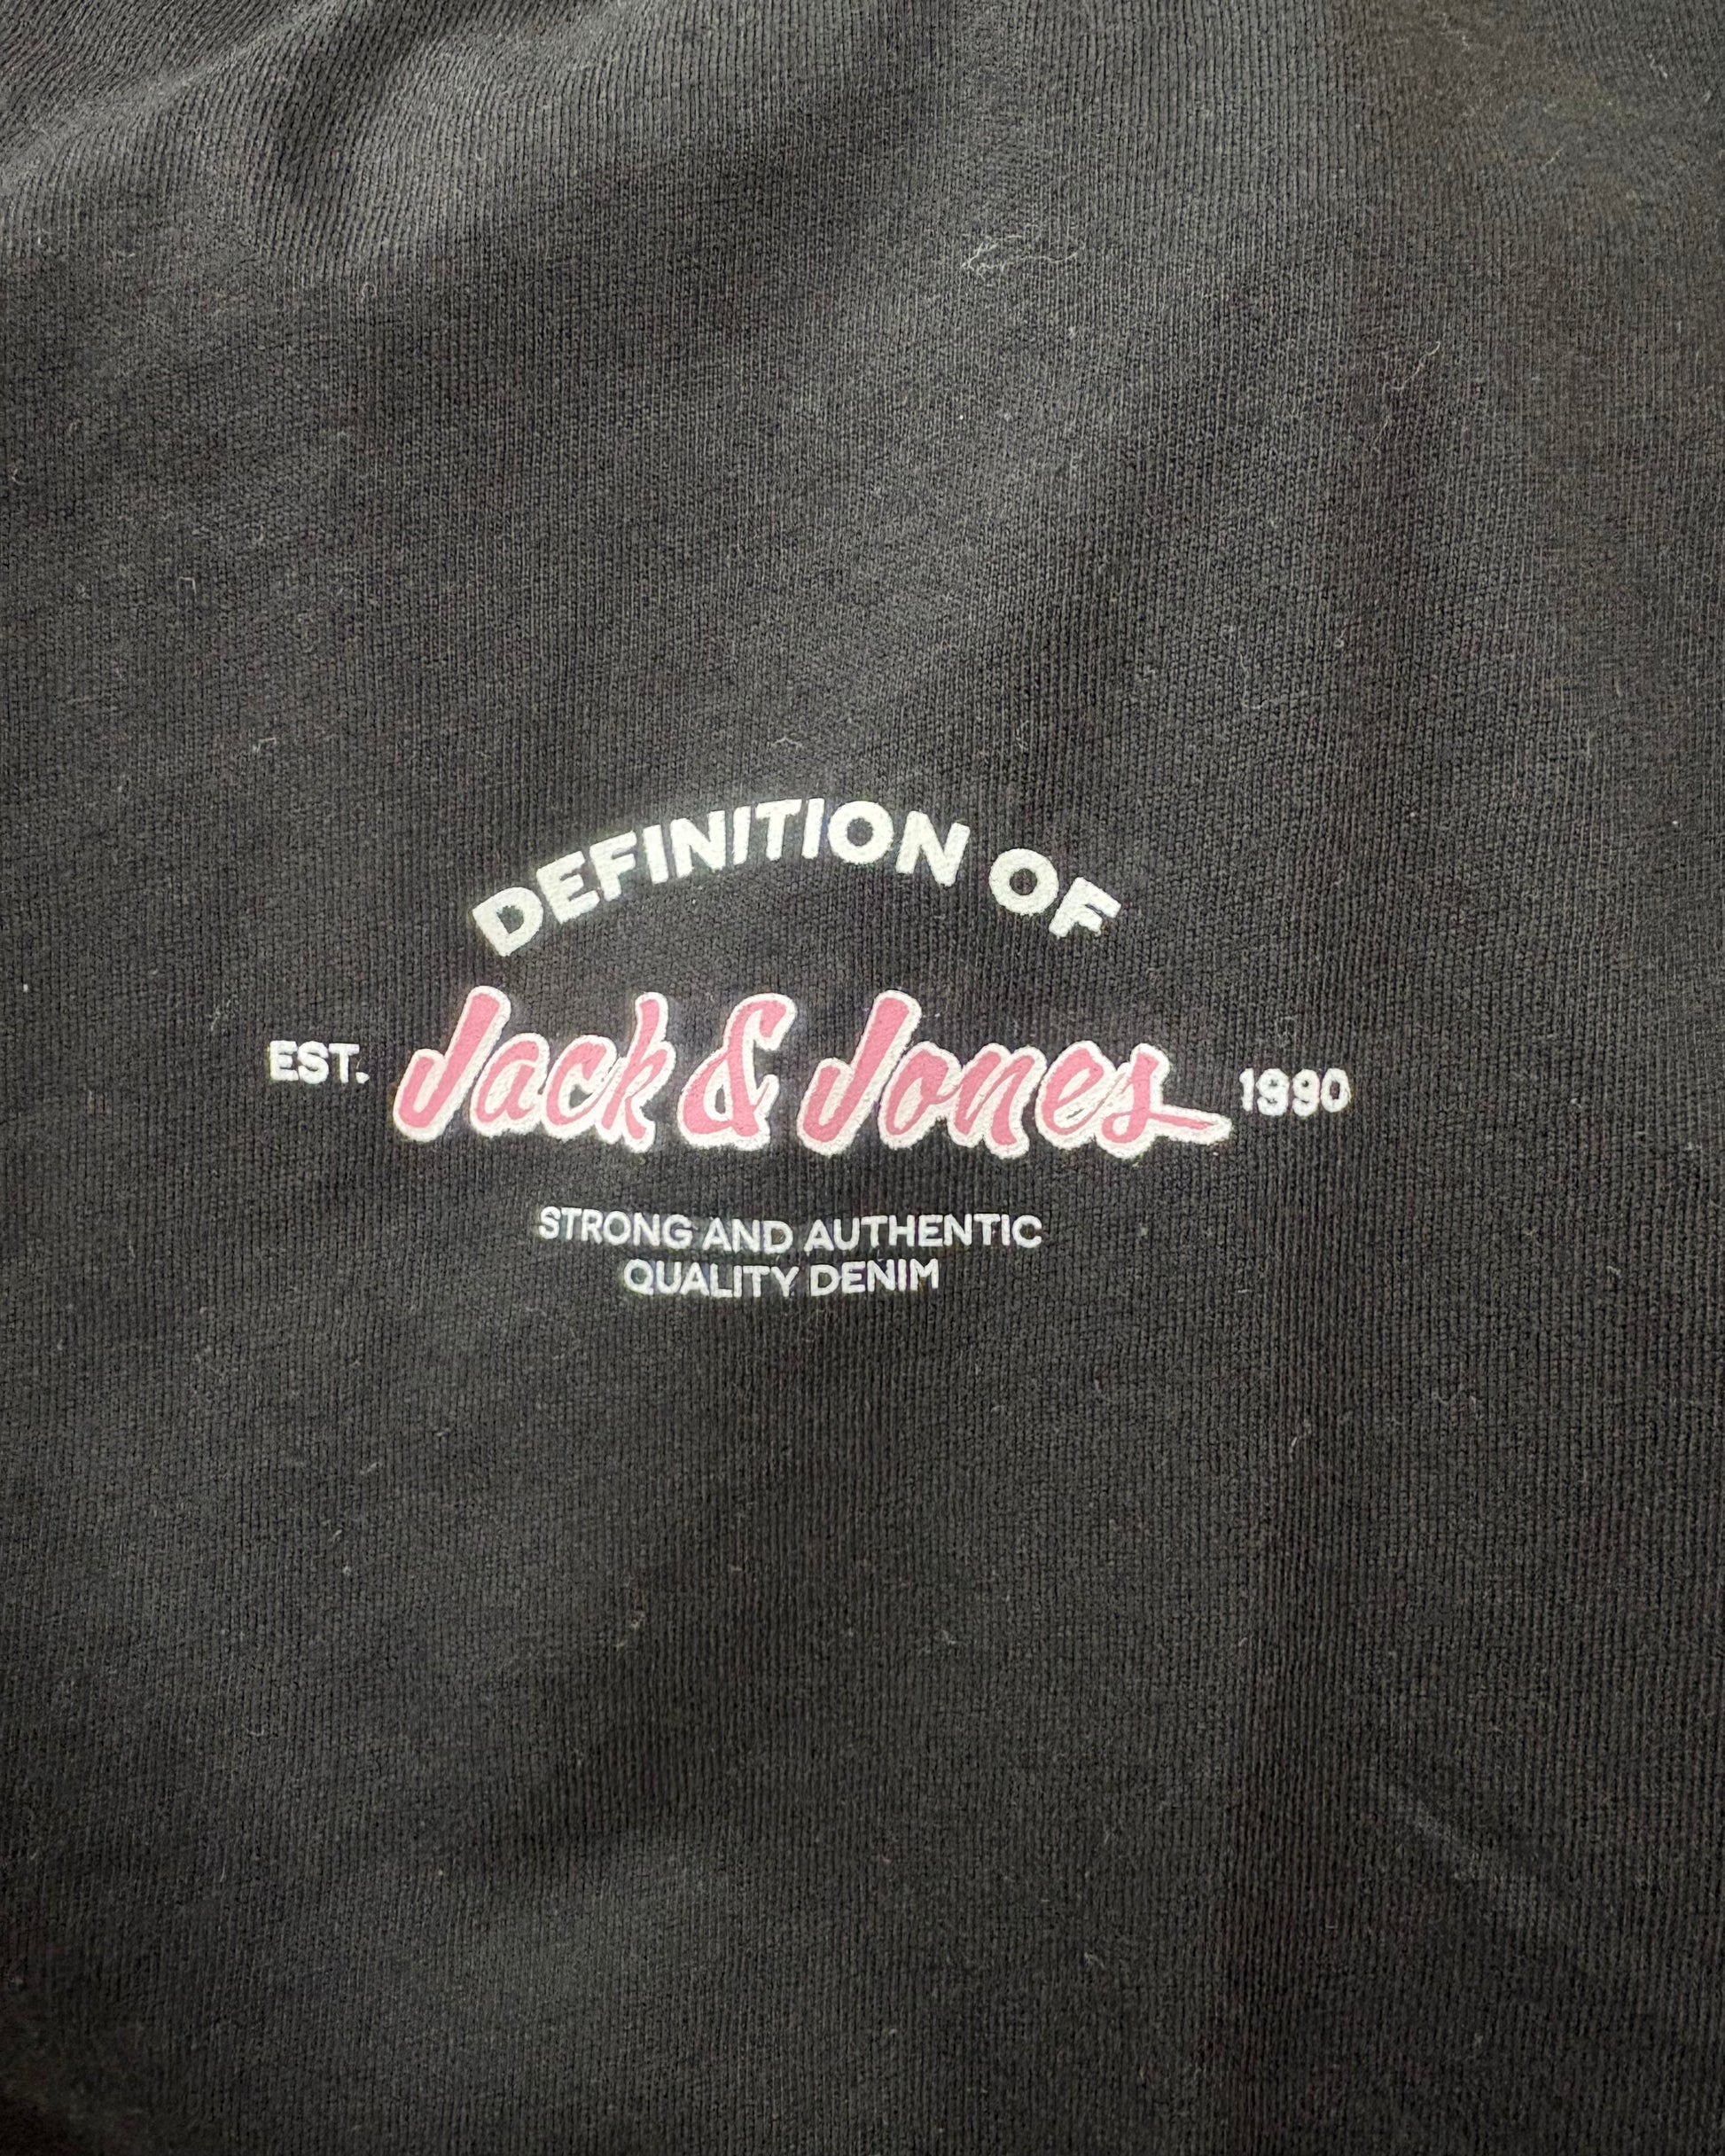 DEFINITION OF
EST. Jack & Jones 1990
STRONG AND AUTHENTIC
QUALITY DENIM